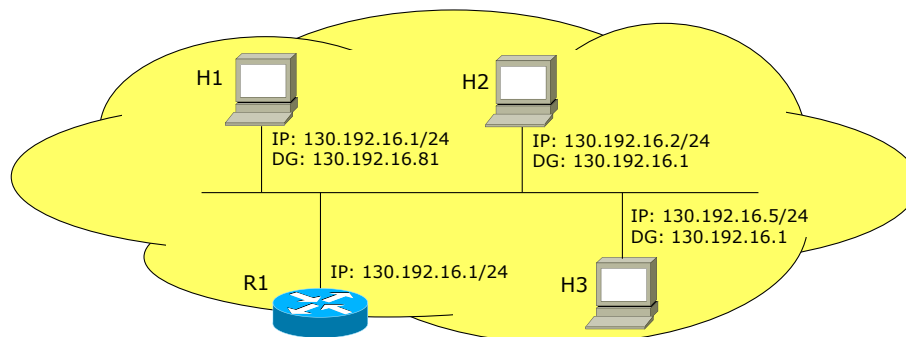 H1
H2
IP: 130.192.16.1/24
DG: 130.192.16.81
IP: 130.192.16.2/24
DG: 130.192.16.1
IP: 130.192.16.5/24
DG: 130.192.16.1
R1
IP: 130.192.16.1/24
H3